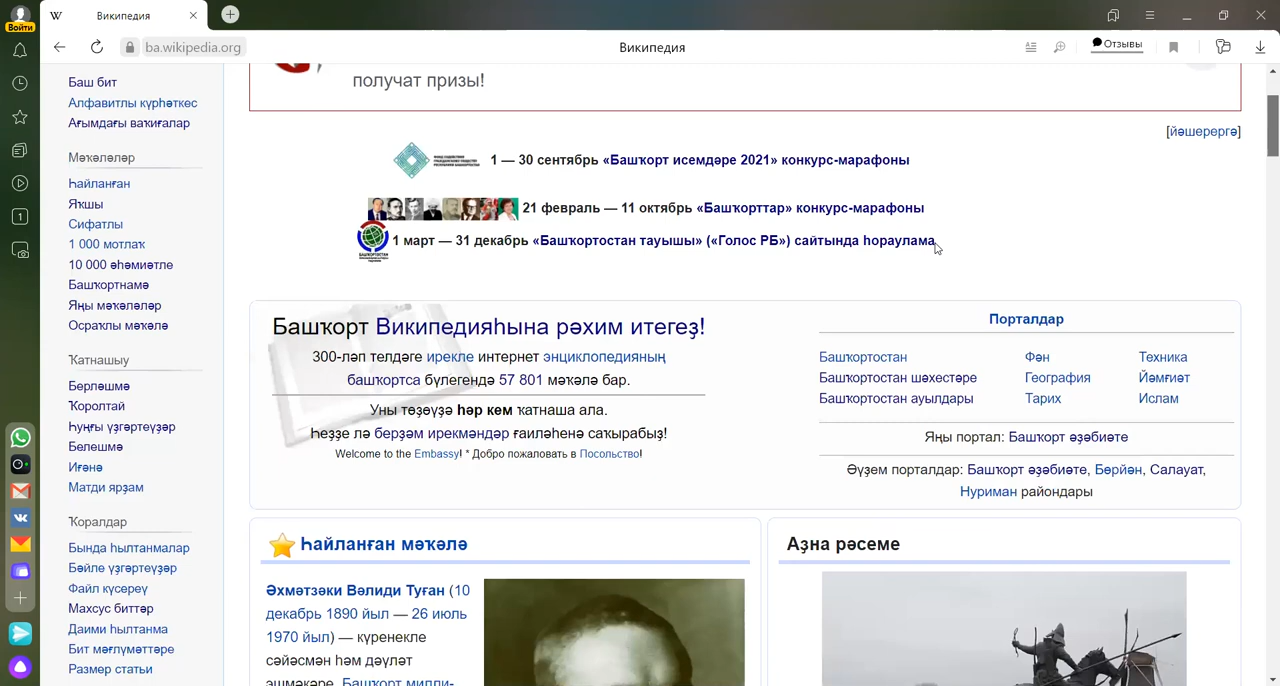 Войти
Википедия
ba.wikipedia.org
Википедия
Отзывы
Баш бит
Алфавитлы күрһәткес
Ағымдағы ваҡиғалар
Мәҡәләләр
Һайланған
Яҡшы
Сифатлы
1 000 мотлаҡ
10 000 әһәмиәтле
Башҡортнамә
Яңы мәҡәләләр
Осраҡлы мәҡәлә
Ҡатнашыу
Берләшмә
Ҡоролтай
Һуңғы үҙгәртеүҙәр
Белешмә
Иғәнә
Матди ярҙам
Ҡоралдар
Бында һылтанмалар
Бәйле үҙгәртеүҙәр
Файл күсереү
Махсус биттәр
Даими һылтанма
Бит мәғлүмәттәре
Размер статьи
получат призы!
[йәшерергә]
1 — 30 сентябрь «Башҡорт исемдәре 2021» конкурс-марафоны
21 февраль — 11 октябрь «Башҡорттар» конкурс-марафоны
1 март — 31 декабрь «Башҡортостан тауышы» («Голос РБ») сайтында һораулама
Башҡорт Википедияһына рәхим итегеҙ!
300-ләп телдәге ирекле интернет энциклопедияның
башҡортса бүлегендә 57 801 мәҡәлә бар.
Уны төҙөүҙә һәр кем ҡатнаша ала.
Һеҙҙе лә берҙәм ирекмәндәр ғаиләһенә саҡырабыҙ!
Welcome to the Embassy! * Добро пожаловать в Посольство!
Порталдар
Башҡортостан Фән Техника
Башҡортостан шәхестәре География Йәмғиәт
Башҡортостан ауылдары Тарих Ислам
Яңы портал: Башҡорт әҙәбиәте
Әүҙем порталдар: Башҡорт әҙәбиәте, Бөрйән, Салауат,
Нуриман райондары
Һайланған мәҡәлә
Әхмәтзәки Вәлиди Туған (10
декабрь 1890 йыл — 26 июль
1970 йыл) — күренекле
сәйәсмән һәм дәүләт
эшмәкәре, Башҡорт милли-
Аҙна рәсеме